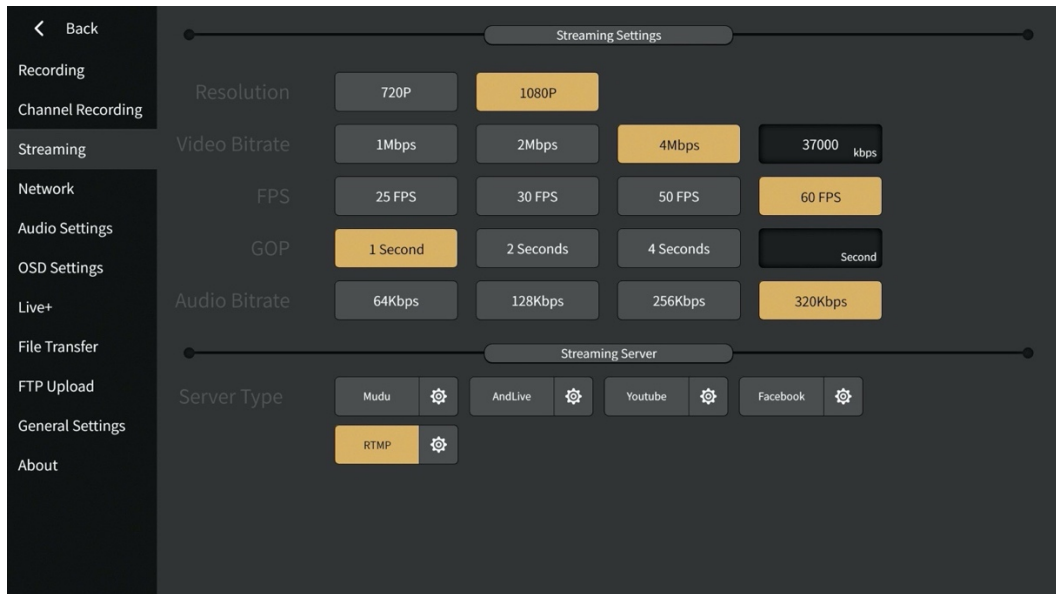 Back
Streaming Settings
Recording
Channel Recording
Streaming
Network
Audio Settings
OSD Settings
Live+
File Transfer
FTP Upload
General Settings
About
Resolution 720P 1080P
Video Bitrate 1Mbps 2Mbps 4Mbps 37000 kbps
FPS 25 FPS 30 FPS 50 FPS 60 FPS
GOP 1 Second 2 Seconds 4 Seconds Second
Audio Bitrate 64Kbps 128Kbps 256Kbps 320Kbps
Streaming Server
Server Type Mudu AndLive Youtube Facebook
RTMP